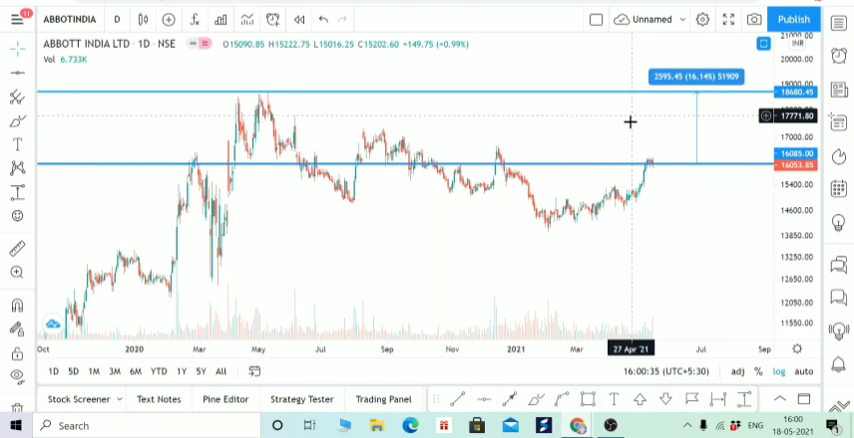 11
ABBOTINDIA D Unnamed Publish
ABBOTT INDIA LTD · 1D · NSE O15090.85 H15222.75 L15016.25 C15202.60 +149.75 (+0.99%)
Vol 6.733K
21000.00
INR
20000.00
2595.45 (16.14%) 51909
19000.00
18680.45
17771.80
17000.00
16085.00
16053.85
15400.00
14600.00
13850.00
13250.00
12650.00
12050.00
11550.00
Oct 2020 Mar May Jul Sep Nov 2021 Mar 27 Apr '21 Jul Sep
1D 5D 1M 3M 6M YTD 1Y 5Y All 16:00:35 (UTC+5:30) adj % log auto
Stock Screener Text Notes Pine Editor Strategy Tester Trading Panel
Search ENG 16:00
18-05-2021